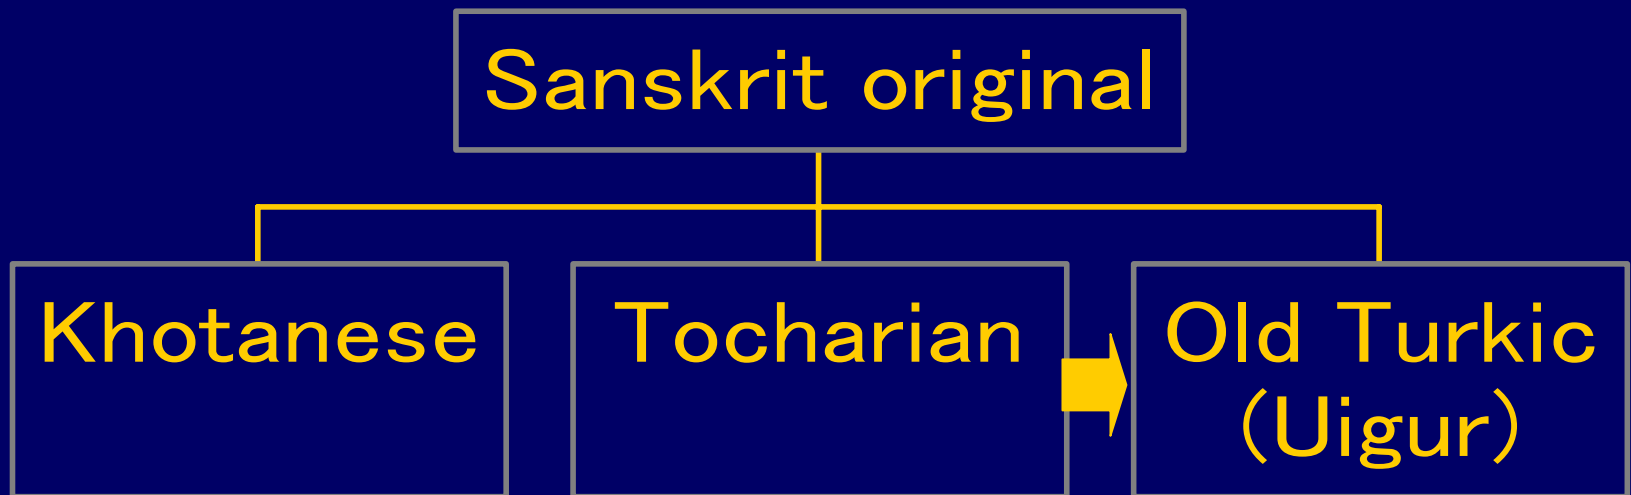 Sanskrit original
Khotanese
Tocharian
Old Turkic
(Uigur)